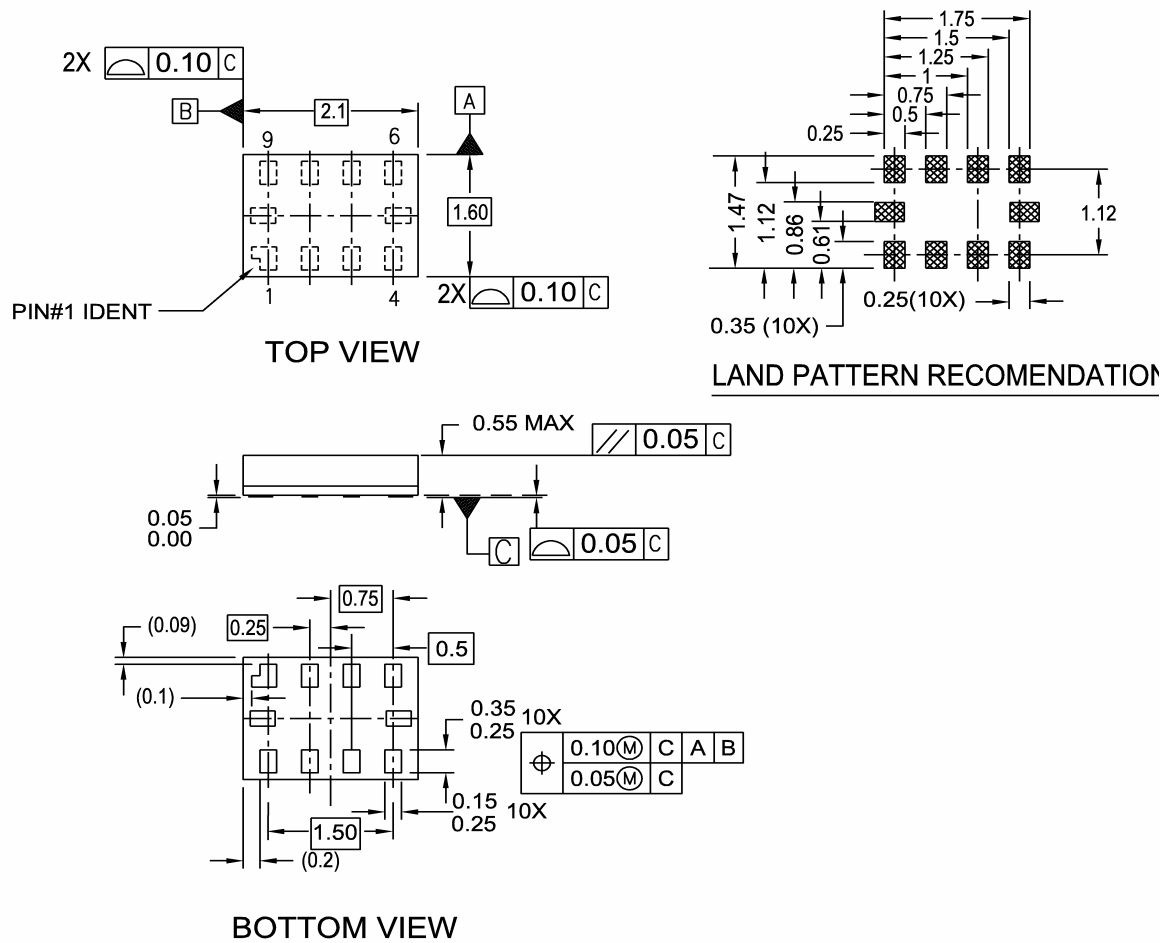 2X 0.10 C
B
2.1
A
9 6
1.60
1 4
2X 0.10 C
PIN#1 IDENT
TOP VIEW
1.75
1.5
1.25
1
0.75
0.5
0.25
1.47
1.12
0.86
0.61
1.12
0.25(10X)
0.35 (10X)
LAND PATTERN RECOMENDATION
0.55 MAX // 0.05 C
0.05
0.00
C 0.05 C
0.75
(0.09)
0.25
0.5
(0.1)
0.35 10X
0.25
0.10 M C A B
0.05 M C
0.15 10X
0.25
1.50
(0.2)
BOTTOM VIEW